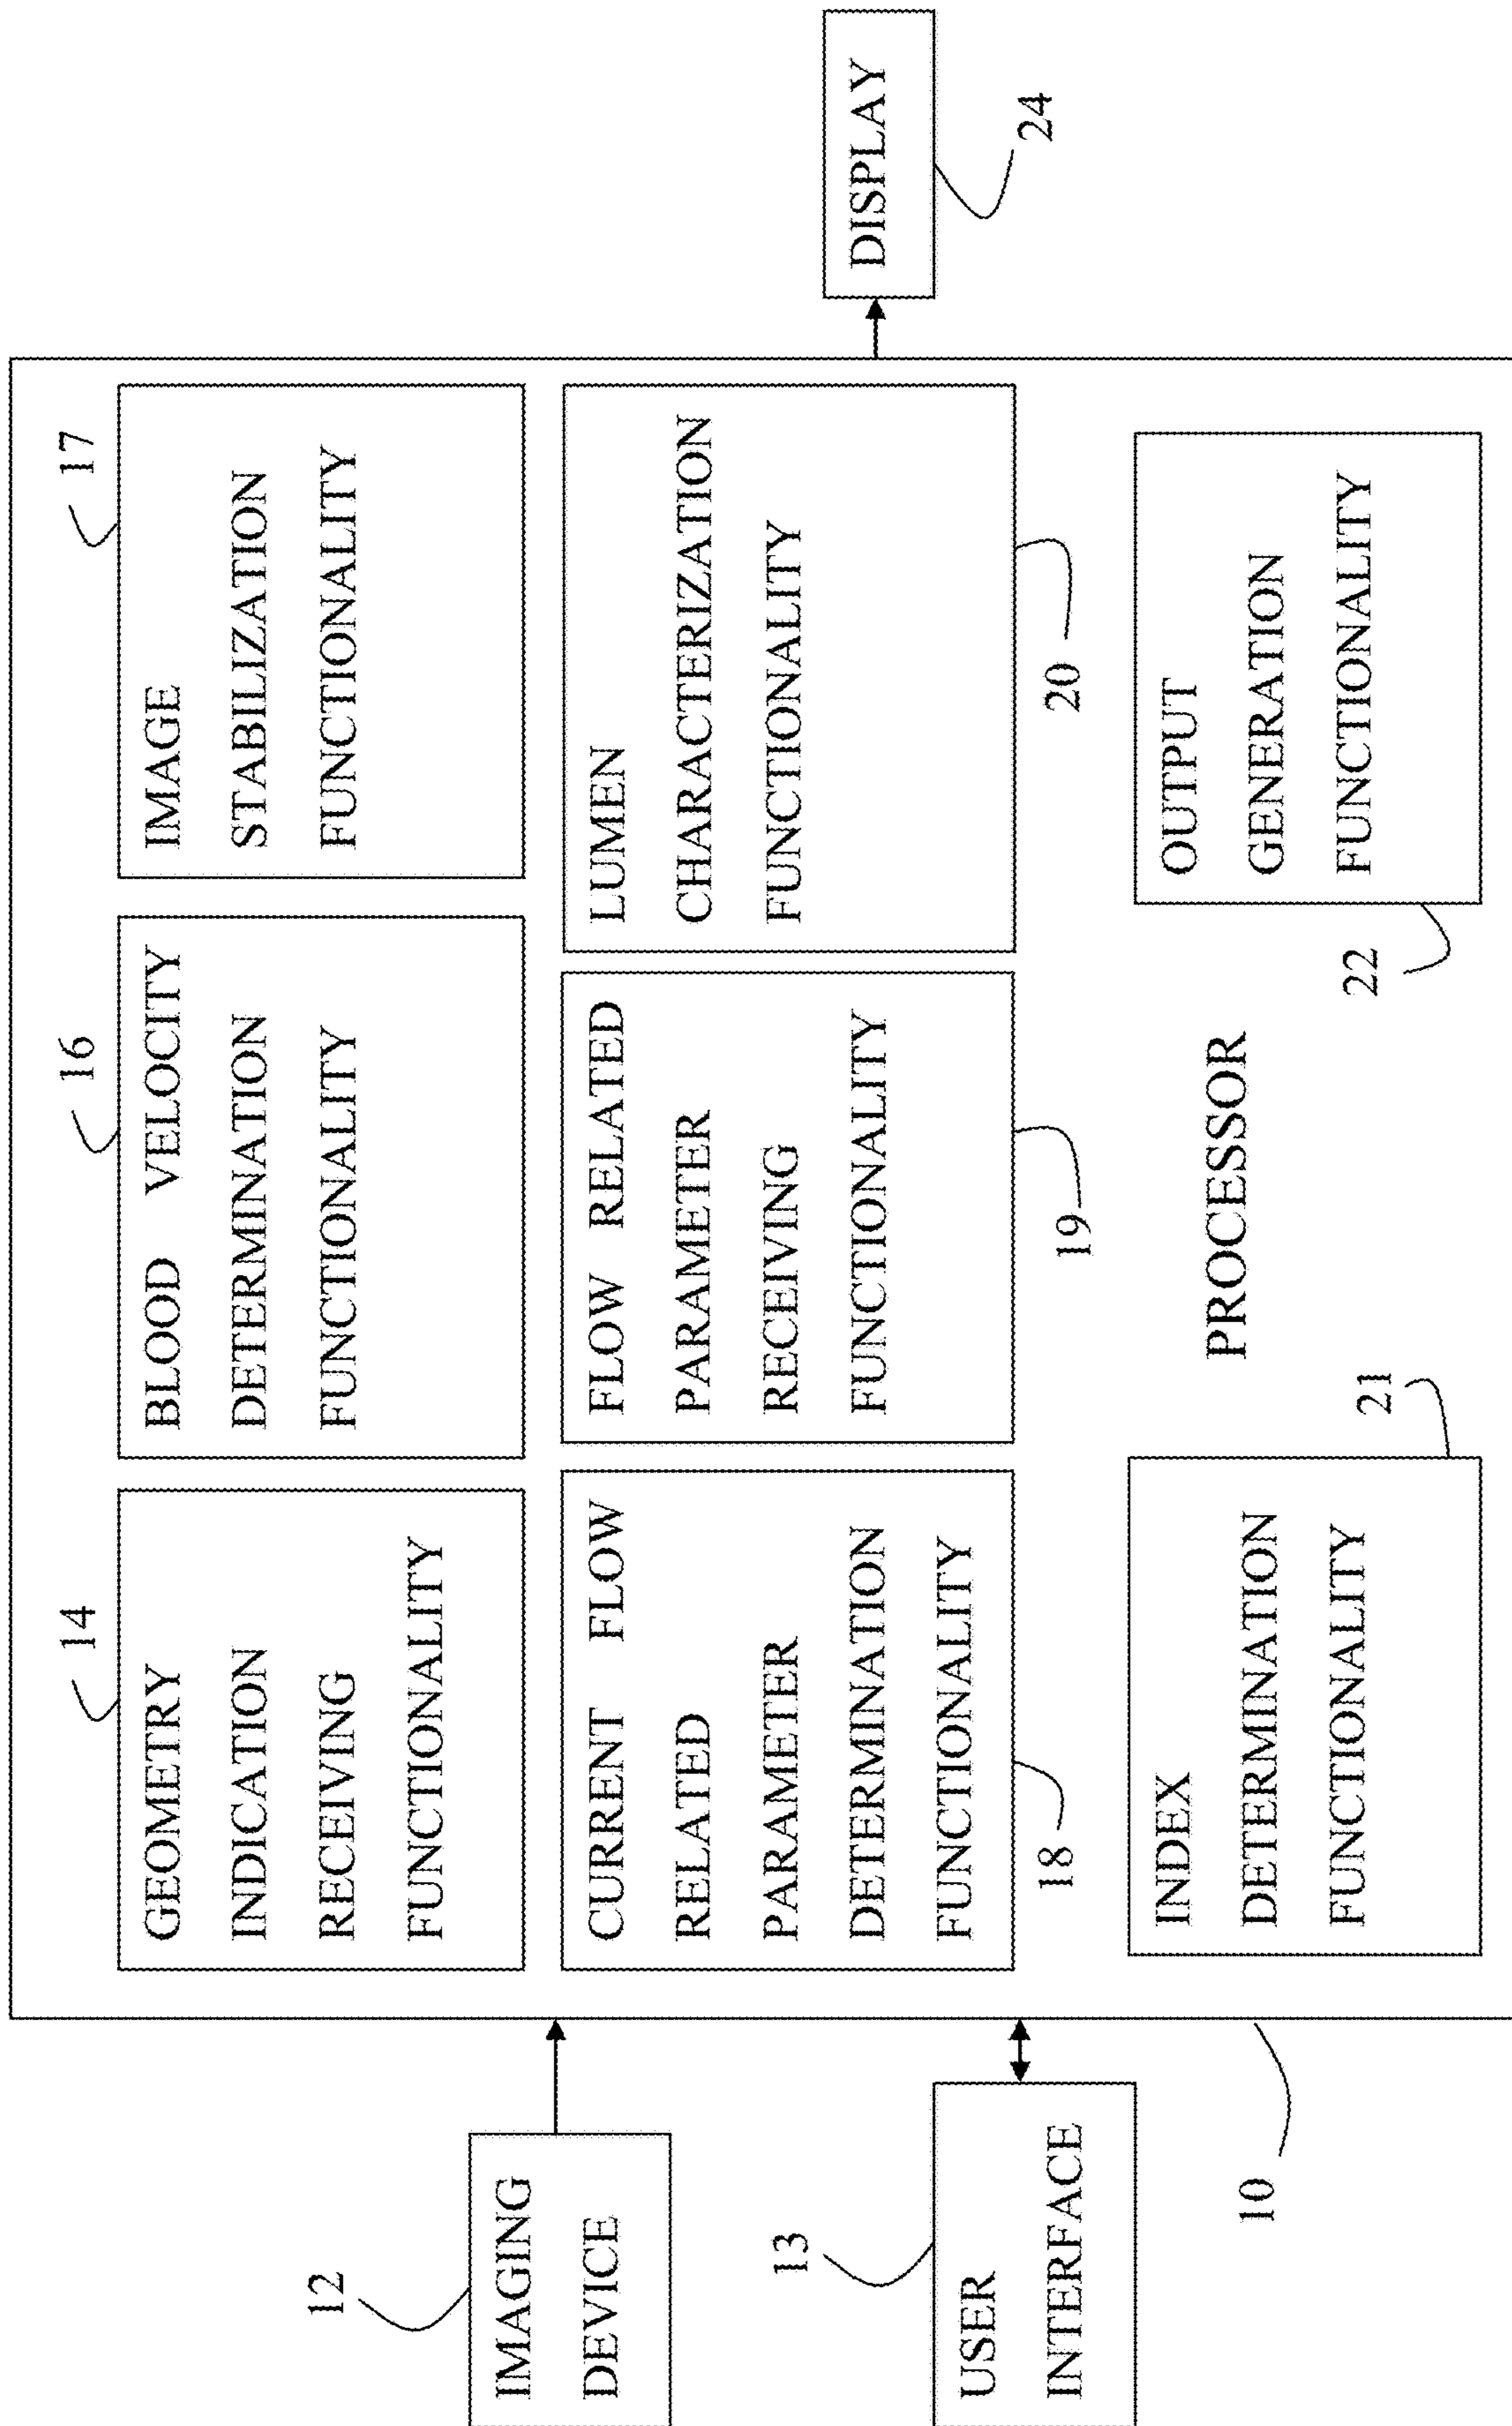 12
IMAGING
DEVICE
13
USER
INTERFACE
10
14
GEOMETRY
INDICATION
RECEIVING
FUNCTIONALITY
16
BLOOD VELOCITY
DETERMINATION
FUNCTIONALITY
17
IMAGE
STABILIZATION
FUNCTIONALITY
CURRENT FLOW
RELATED
PARAMETER
DETERMINATION
FUNCTIONALITY
18
FLOW RELATED
PARAMETER
RECEIVING
FUNCTIONALITY
19
LUMEN
CHARACTERIZATION
FUNCTIONALITY
20
INDEX
DETERMINATION
FUNCTIONALITY
21
PROCESSOR
OUTPUT
GENERATION
FUNCTIONALITY
22
DISPLAY
24